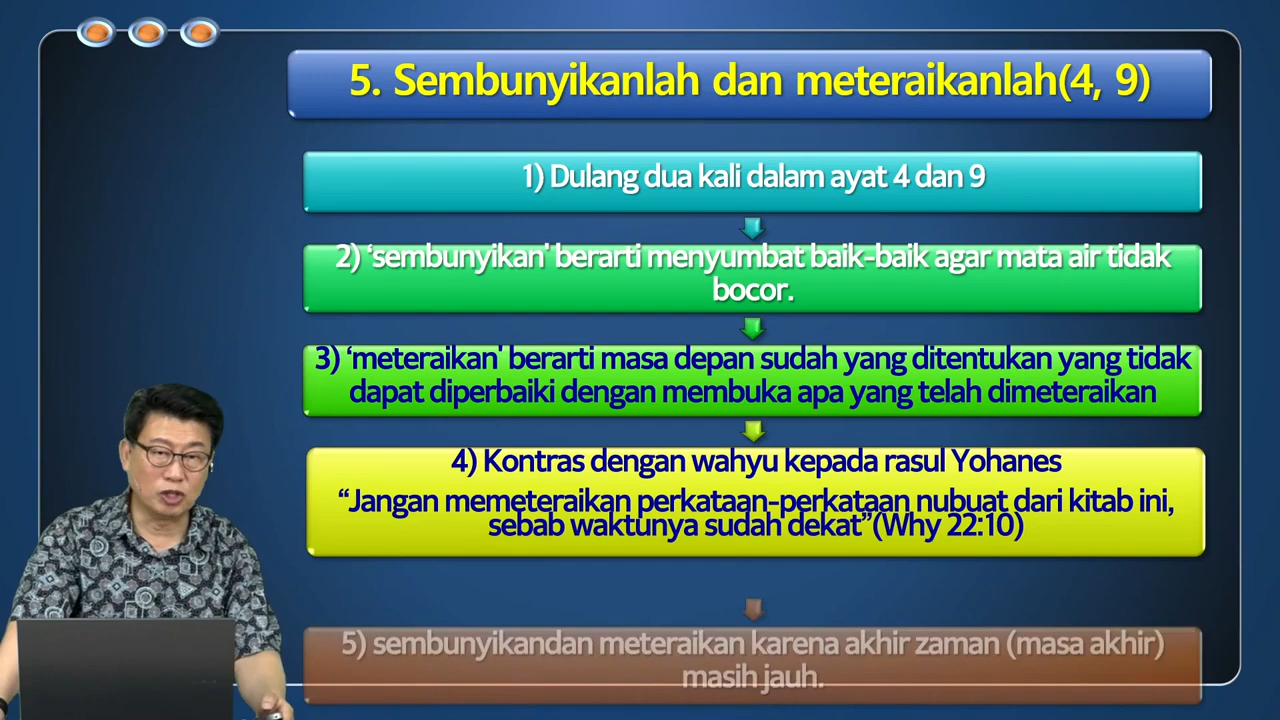 5. Sembunyikanlah dan meteraikanlah(4, 9)
1) Dulang dua kali dalam ayat 4 dan 9
2) ‘sembunyikan' berarti menyumbat baik-baik agar mata air tidak
bocor.
3) ‘meteraikan' berarti masa depan sudah yang ditentukan yang tidak
dapat diperbaiki dengan membuka apa yang telah dimeteraikan
4) Kontras dengan wahyu kepada rasul Yohanes
“Jangan memeteraikan perkataan-perkataan nubuat dari kitab ini,
sebab waktunya sudah dekat”(Why 22:10)
5) sembunyikandan meteraikan karena akhir zaman (masa akhir)
masih jauh.